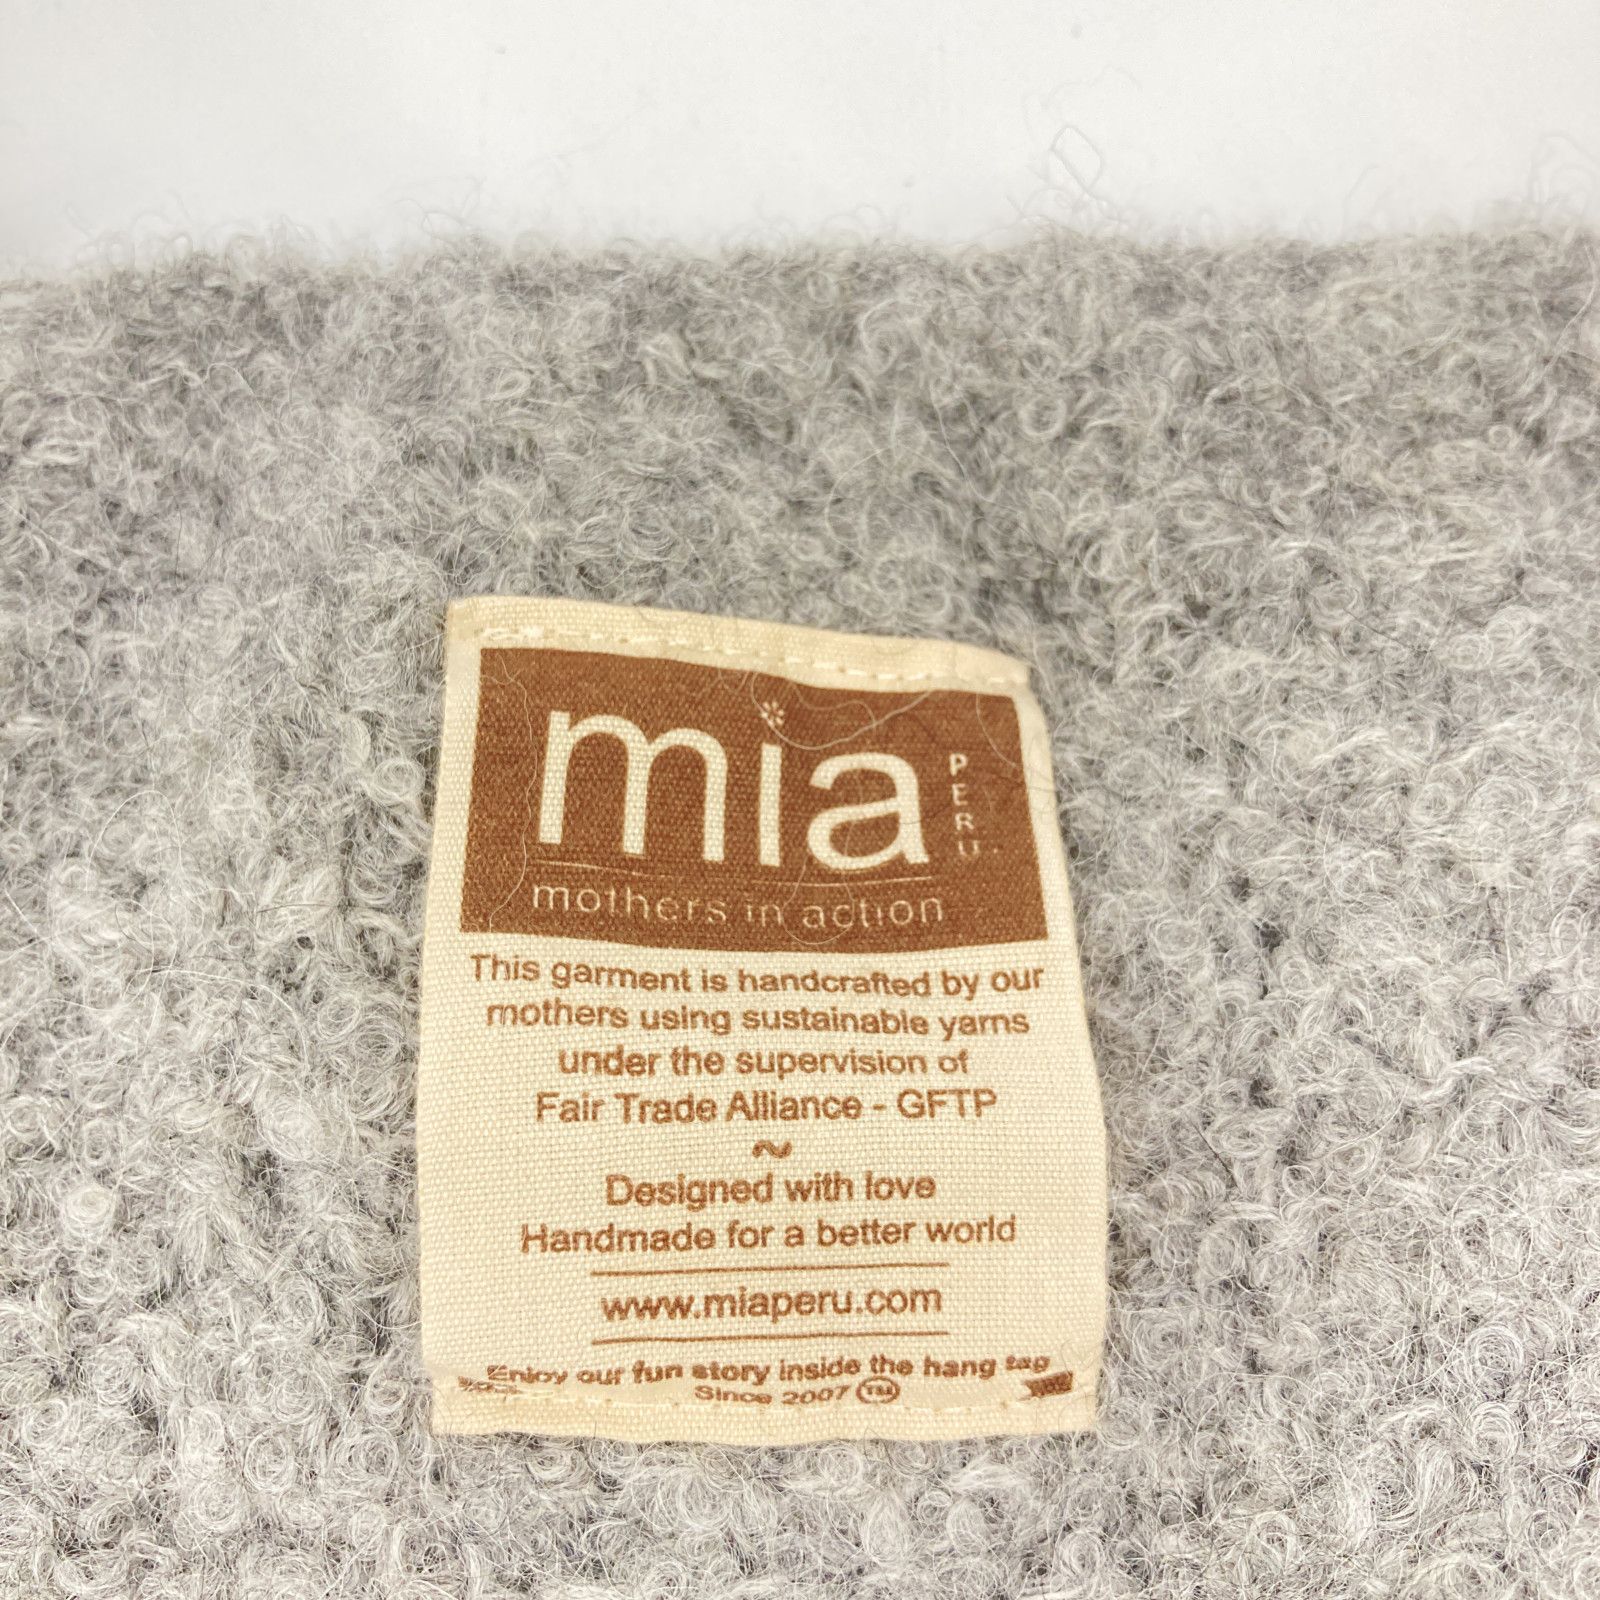 mia
PERU
mothers in action
This garment is handcrafted by our
mothers using sustainable yarns
under the supervision of
Fair Trade Alliance - GFTP
~
Designed with love
Handmade for a better world
www.miaperu.com
Enjoy our fun story inside the hang tag
Since 2007 TM